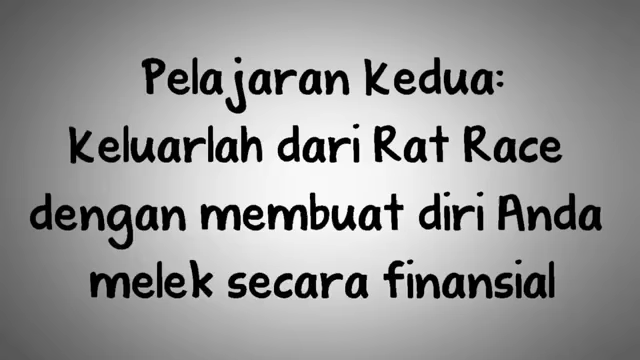 Pelajaran Kedua:
Keluarlah dari Rat Race
dengan membuat diri Anda
melek secara finansial